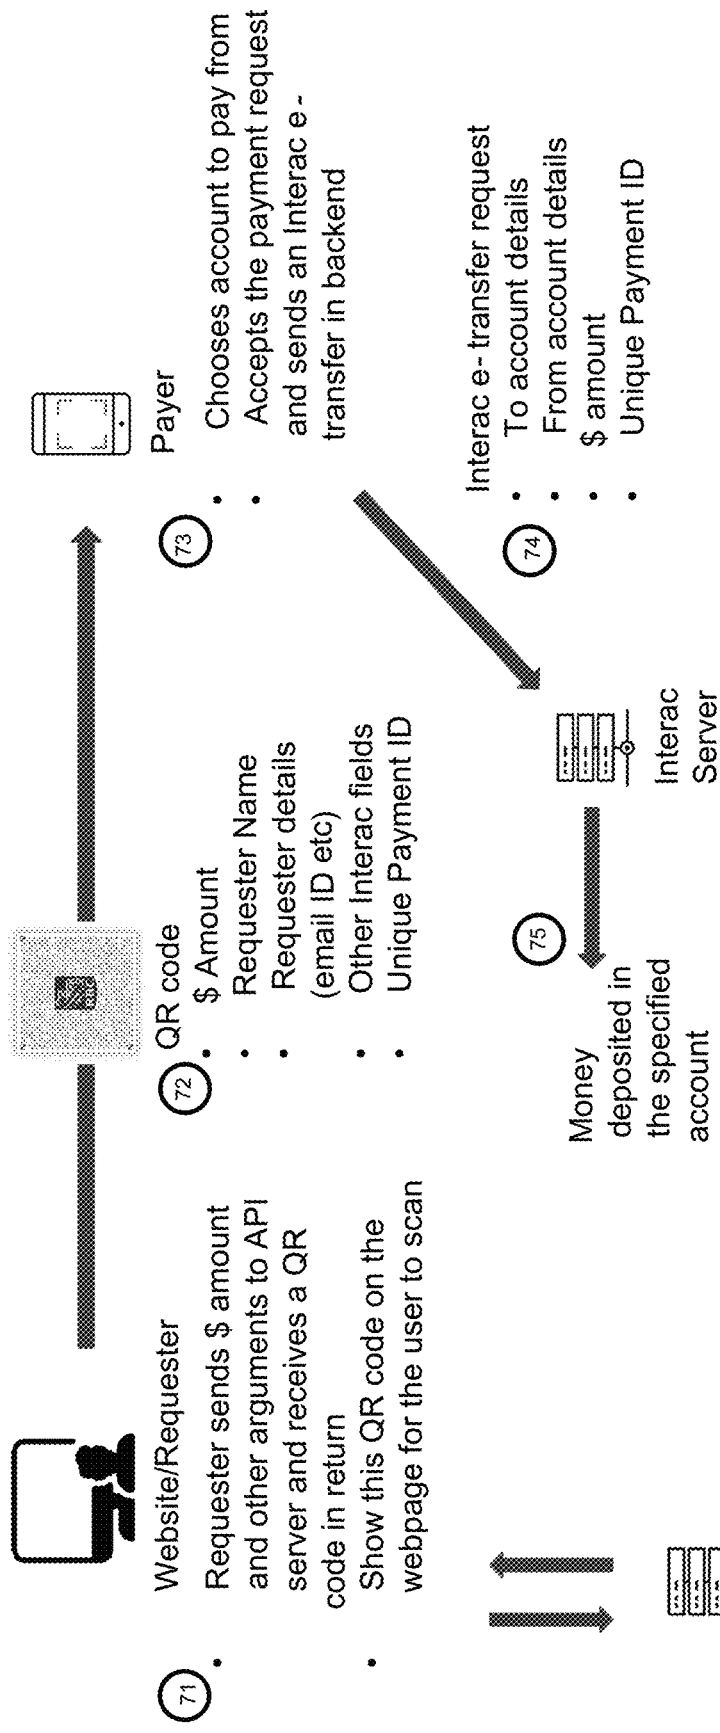 71
Website/Requester
• Requester sends $ amount
and other arguments to API
server and receives a QR
code in return
• Show this QR code on the
webpage for the user to scan
72
QR code
• $ Amount
• Requester Name
• Requester details
(email ID etc)
• Other Interac fields
• Unique Payment ID
73
Payer
• Chooses account to pay from
• Accepts the payment request
and sends an Interac e-
transfer in backend
74
Interac e-transfer request
• To account details
• From account details
• $ amount
• Unique Payment ID
Interac
Server
75
Money
deposited in
the specified
account